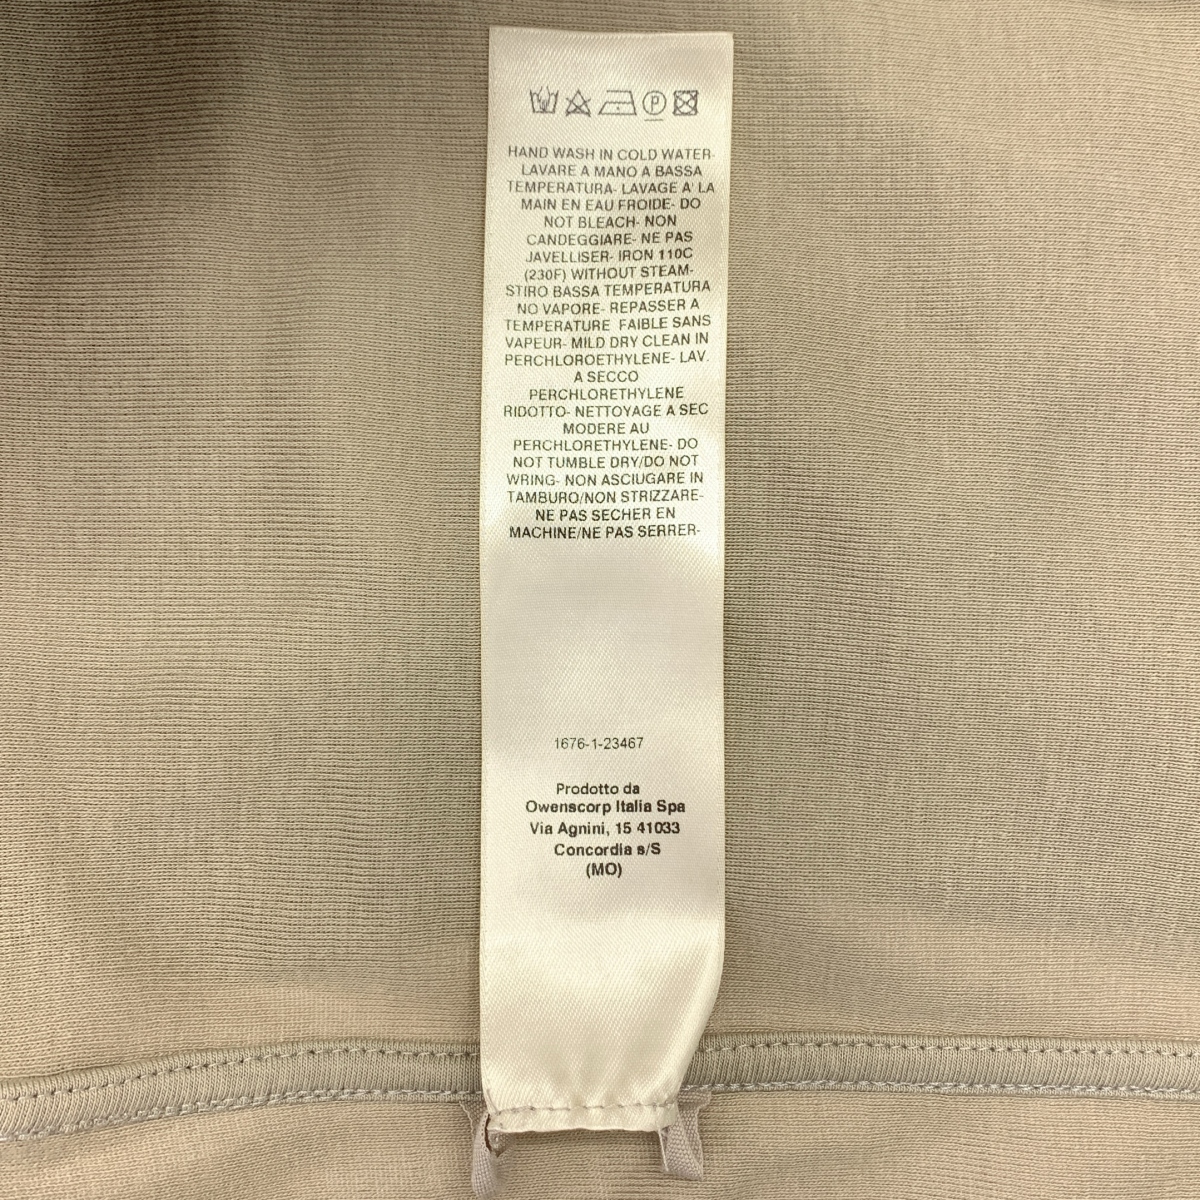 HAND WASH IN COLD WATER-
LAVARE A MANO A BASSA
TEMPERATURA- LAVAGE A' LA
MAIN EN EAU FROIDE- DO
NOT BLEACH- NON
CANDEGGIARE- NE PAS
JAVELLISER- IRON 110C
(230F) WITHOUT STEAM-
STIRO BASSA TEMPERATURA
NO VAPORE- REPASSER A
TEMPERATURE FAIBLE SANS
VAPEUR- MILD DRY CLEAN IN
PERCHLOROETHYLENE- LAV.
A SECCO
PERCHLORETHYLENE
RIDOTTO- NETTOYAGE A SEC
MODERE AU
PERCHLORETHYLENE- DO
NOT TUMBLE DRY/DO NOT
WRING- NON ASCIUGARE IN
TAMBURO/NON STRIZZARE-
NE PAS SECHER EN
MACHINE/NE PAS SERRER-
1676-1-23467
Prodotto da
Owenscorp Italia Spa
Via Agnini, 15 41033
Concordia s/S
(MO)